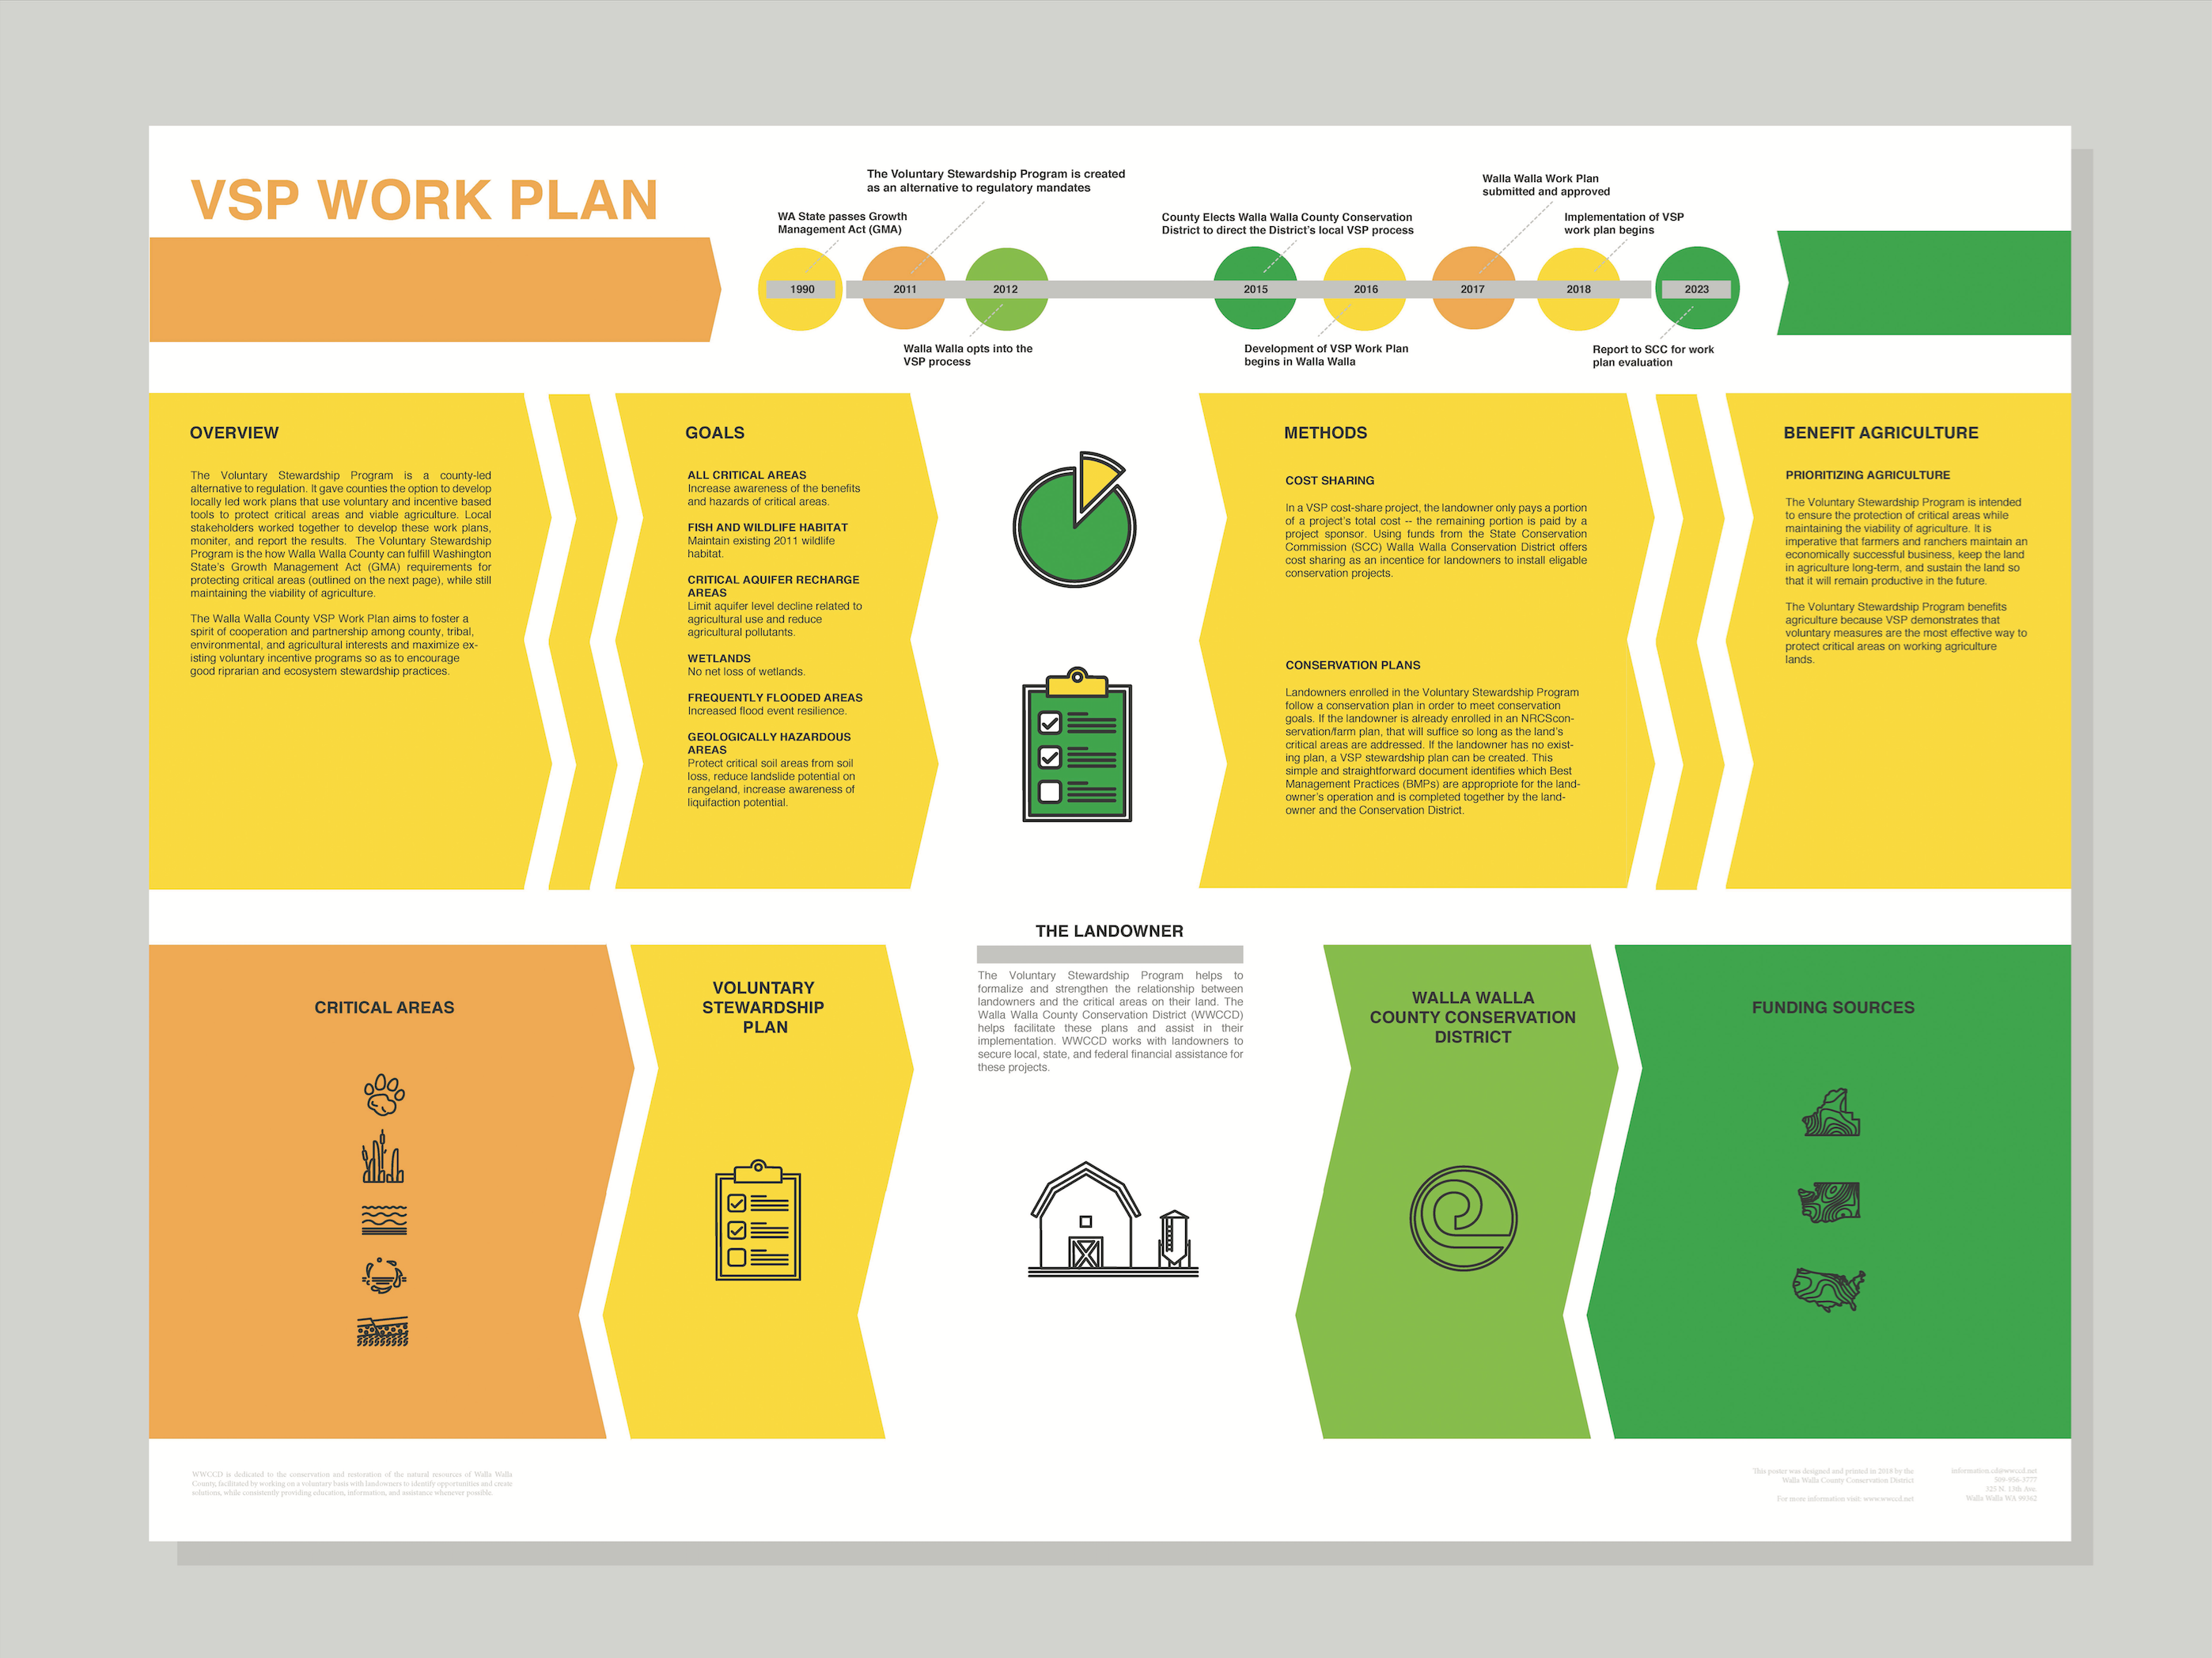 VSP WORK PLAN
The Voluntary Stewardship Program is created
as an alternative to regulatory mandates
WA State passes Growth
Management Act (GMA)
County Elects Walla Walla County Conservation
District to direct the District's local VSP process
Walla Walla Work Plan
submitted and approved
Implementation of VSP
work plan begins
1990
2011
2012
2015
2016
2017
2018
2023
Walla Walla opts into the
VSP process
Development of VSP Work Plan
begins in Walla Walla
Report to SCC for work
plan evaluation
OVERVIEW
The Voluntary Stewardship Program is a county-led
alternative to regulation. It gave counties the option to develop
locally led work plans that use voluntary and incentive based
tools to protect critical areas and viable agriculture. Local
stakeholders worked together to develop these work plans,
moniter, and report the results. The Voluntary Stewardship
Program is the how Walla Walla County can fulfill Washington
State's Growth Management Act (GMA) requirements for
protecting critical areas (outlined on the next page), while still
maintaining the viability of agriculture.
The Walla Walla County VSP Work Plan aims to foster a
spirit of cooperation and partnership among county, tribal,
environmental, and agricultural interests and maximize ex-
isting voluntary incentive programs so as to encourage
good riprarian and ecosystem stewardship practices.
GOALS
ALL CRITICAL AREAS
Increase awareness of the benefits
and hazards of critical areas.
FISH AND WILDLIFE HABITAT
Maintain existing 2011 wildlife
habitat.
CRITICAL AQUIFER RECHARGE
AREAS
Limit aquifer level decline related to
agricultural use and reduce
agricultural pollutants.
WETLANDS
No net loss of wetlands.
FREQUENTLY FLOODED AREAS
Increased flood event resilience.
GEOLOGICALLY HAZARDOUS
AREAS
Protect critical soil areas from soil
loss, reduce landslide potential on
rangeland, increase awareness of
liquifaction potential.
METHODS
COST SHARING
In a VSP cost-share project, the landowner only pays a portion
of a project's total cost -- the remaining portion is paid by a
project sponsor. Using funds from the State Conservation
Commission (SCC) Walla Walla Conservation District offers
cost sharing as an incentice for landowners to install eligable
conservation projects.
CONSERVATION PLANS
Landowners enrolled in the Voluntary Stewardship Program
follow a conservation plan in order to meet conservation
goals. If the landowner is already enrolled in an NRCScon-
servation/farm plan, that will suffice so long as the land's
critical areas are addressed. If the landowner has no exist-
ing plan, a VSP stewardship plan can be created. This
simple and straightforward document identifies which Best
Management Practices (BMPs) are appropriote for the land-
owner's operation and is completed together by the land-
owner and the Conservation District.
BENEFIT AGRICULTURE
PRIORITIZING AGRICULTURE
The Voluntary Stewardship Program is intended
to ensure the protection of critical areas while
maintaining the viability of agriculture. It is
imperative that farmers and ranchers maintain an
economically successful business, keep the land
in agriculture long-term, and sustain the land so
that it will remain productive in the future.
The Voluntary Stewardship Program benefits
agriculture because VSP demonstrates that
voluntary measures are the most effective way to
protect critical areas on working agriculture
lands.
CRITICAL AREAS
VOLUNTARY
STEWARDSHIP
PLAN
THE LANDOWNER
The Voluntary Stewardship Program helps to
formalize and strengthen the relationship between
landowners and the critical areas on their land. The
Walla Walla County Conservation District (WWCCD)
helps facilitate these plans and assist in their
implementation. WWCCD works with landowners to
secure local, state, and federal financial assistance for
these projects.
WALLA WALLA
COUNTY CONSERVATION
DISTRICT
FUNDING SOURCES
WWCCD is dedicated to the conservation and restoration of the natural resources of Walla Walla
County, facilitated by working on a voluntary basis with landowners to identify opportunities and create
solutions, while consistently providing education, information, and assistance whenever possible.
This poster was designed and printed in 2018 by the
Walla Walla County Conservation District
For more information visit: www.wwccd.net
information.cd@wwccd.net
509-956-3777
325 N. 13th Ave.
Walla Walla WA 99362